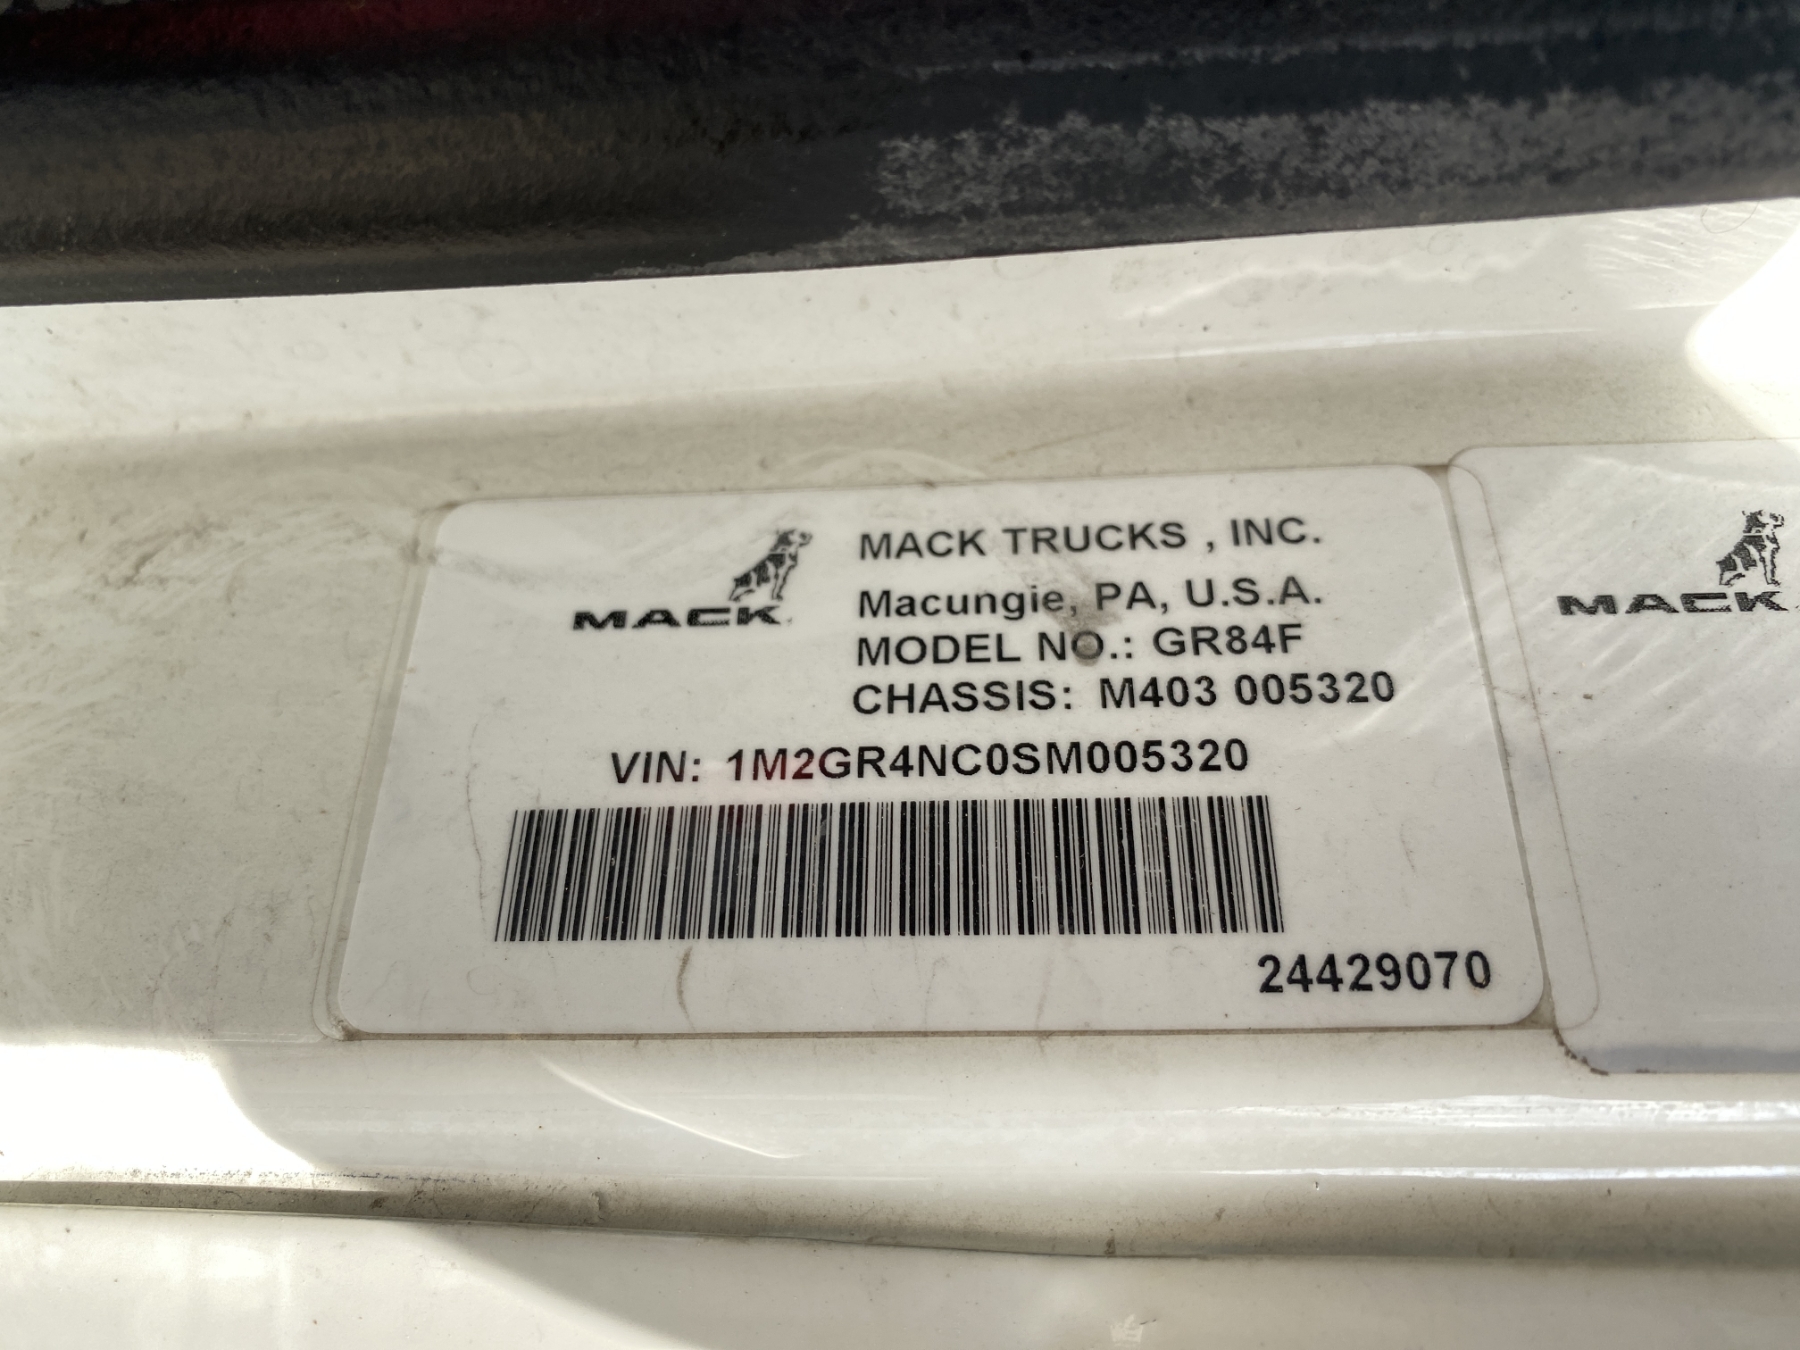 MACK
MACK TRUCKS , INC.
Macungie, PA, U.S.A.
MODEL NO.: GR84F
CHASSIS: M403 005320
VIN: 1M2GR4NC0SM005320
24429070
MACK